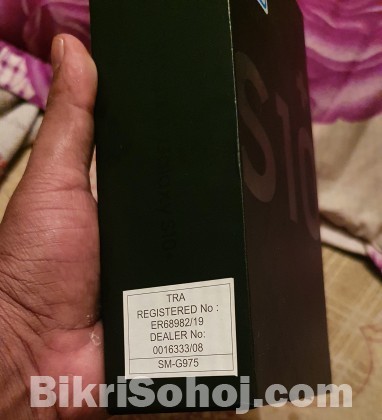 S10
TRA
REGISTERED No :
ER68982/19
DEALER No:
0016333/08
SM-G975
BikriSohoj.com